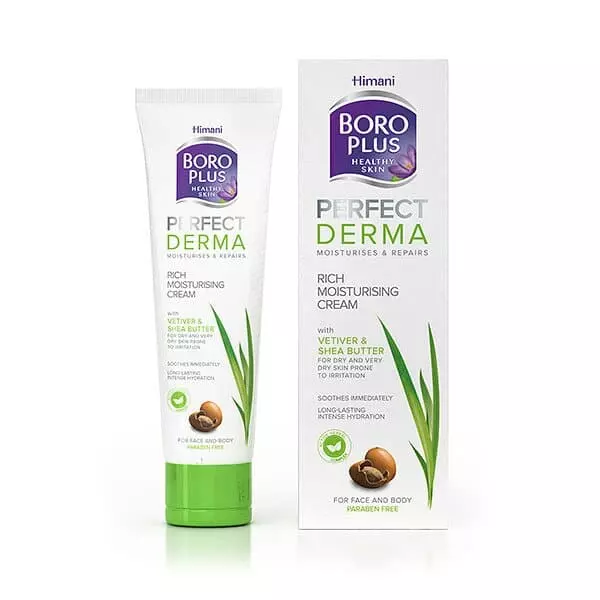 Himani
BORO
PLUS
HEALTHY
SKIN
PERFECT
DERMA
MOISTURISES & REPAIRS
RICH
MOISTURISING
CREAM
with
VETIVER &
SHEA BUTTER
FOR DRY AND VERY
DRY SKIN PRONE
TO IRRITATION
SOOTHES IMMEDIATELY
LONG-LASTING
INTENSE HYDRATION
FOR FACE AND BODY
PARABEN FREE
Himani
BORO
PLUS
HEALTHY
SKIN
PERFECT
DERMA
MOISTURISES & REPAIRS
RICH
MOISTURISING
CREAM
with
VETIVER &
SHEA BUTTER
FOR DRY AND VERY
DRY SKIN PRONE
TO IRRITATION
SOOTHES IMMEDIATELY
LONG-LASTING
INTENSE HYDRATION
FOR FACE AND BODY
PARABEN FREE